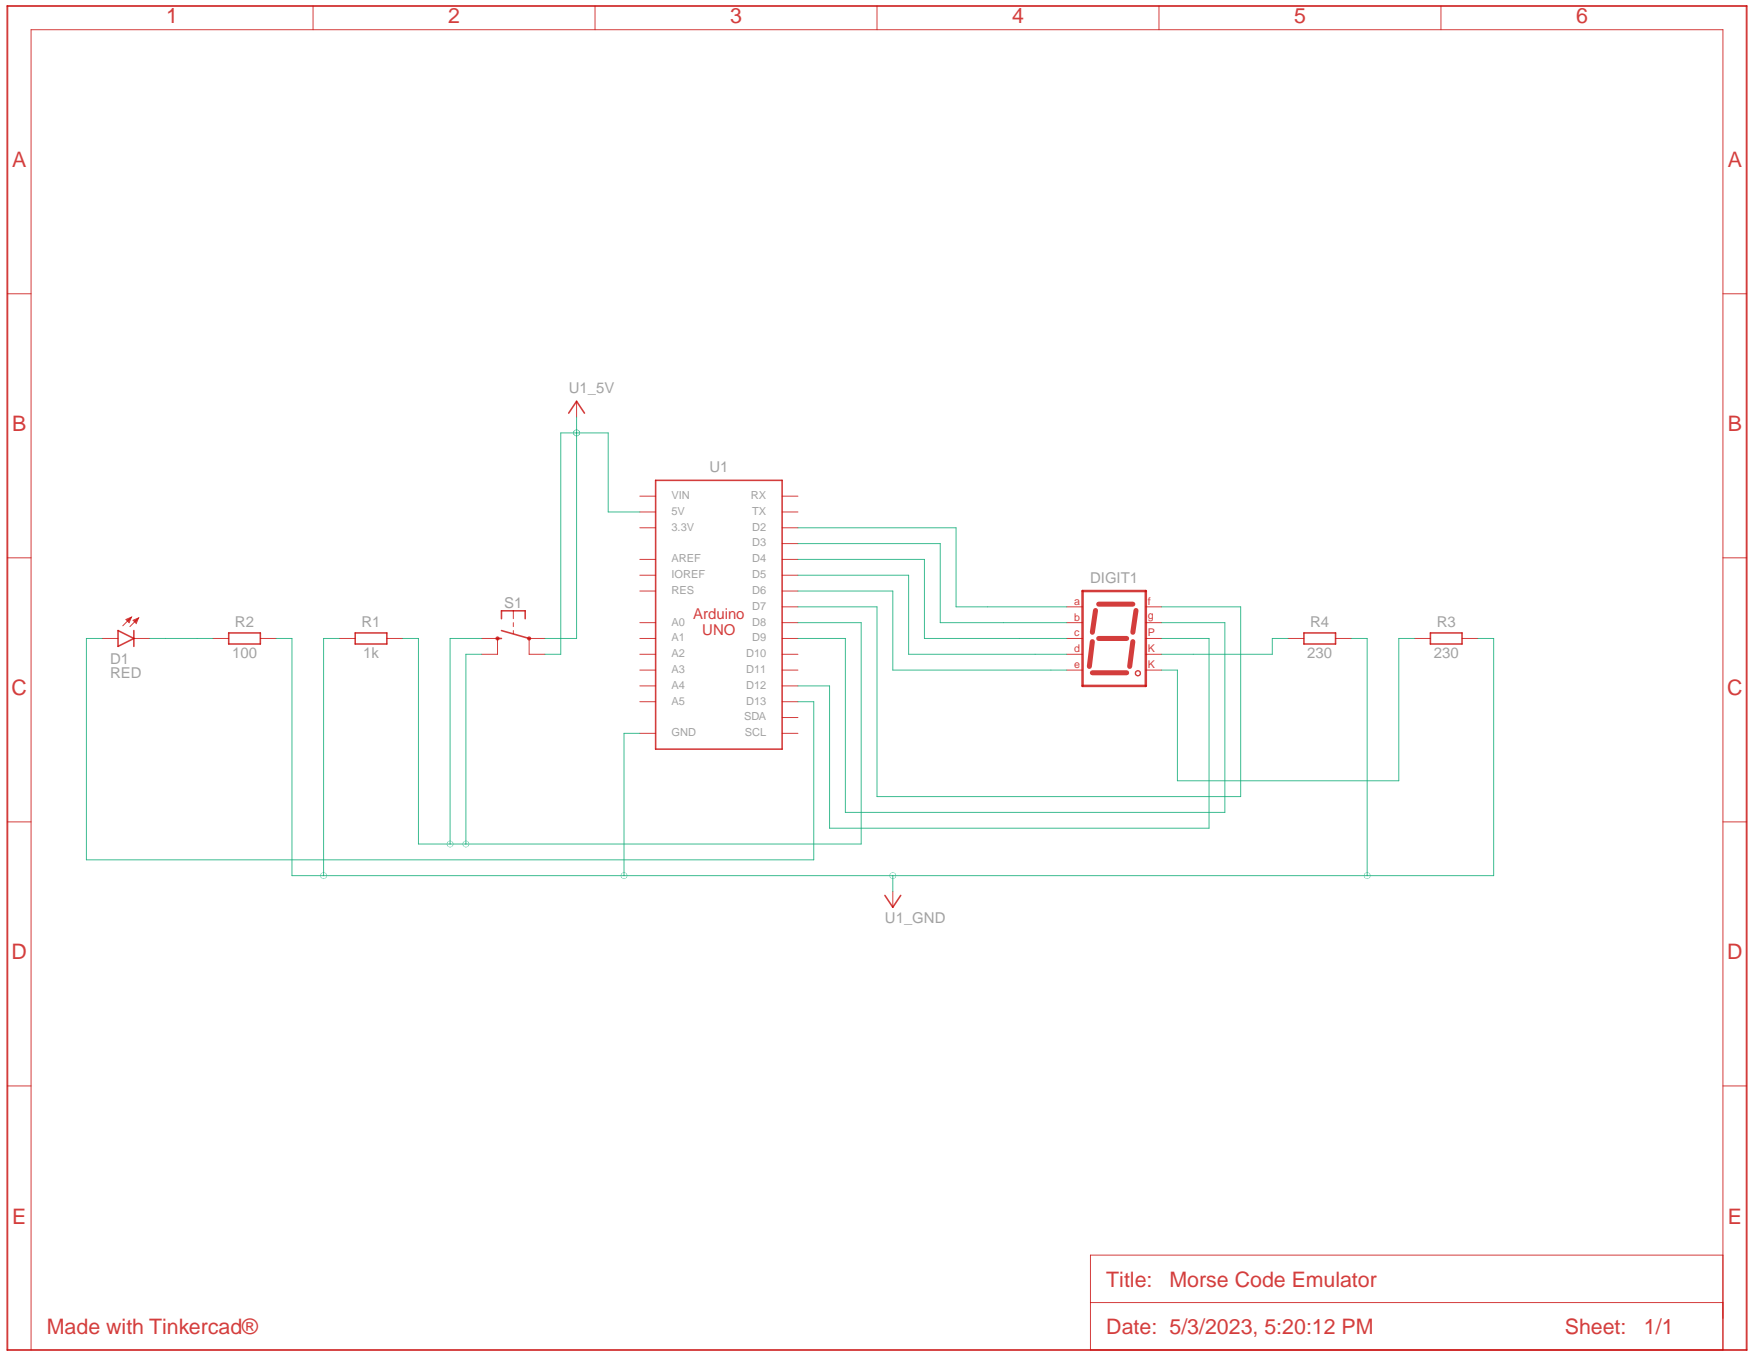 1 2 3 4 5 6
A A
U1_5V
B B
U1
VIN RX
5V TX
3.3V D2
D3
AREF D4
IOREF D5
RES D6
D7
A0 D8
A1 D9
A2 D10
A3 D11
A4 D12
A5 D13
SDA
GND SCL
Arduino
UNO
DIGIT1
a f
b g
c P
d K
e K
S1
D1
RED
R2
100
R1
1k
R4
230
R3
230
C C
U1_GND
D D
E E
Title: Morse Code Emulator
Made with Tinkercad®
Date: 5/3/2023, 5:20:12 PM Sheet: 1/1